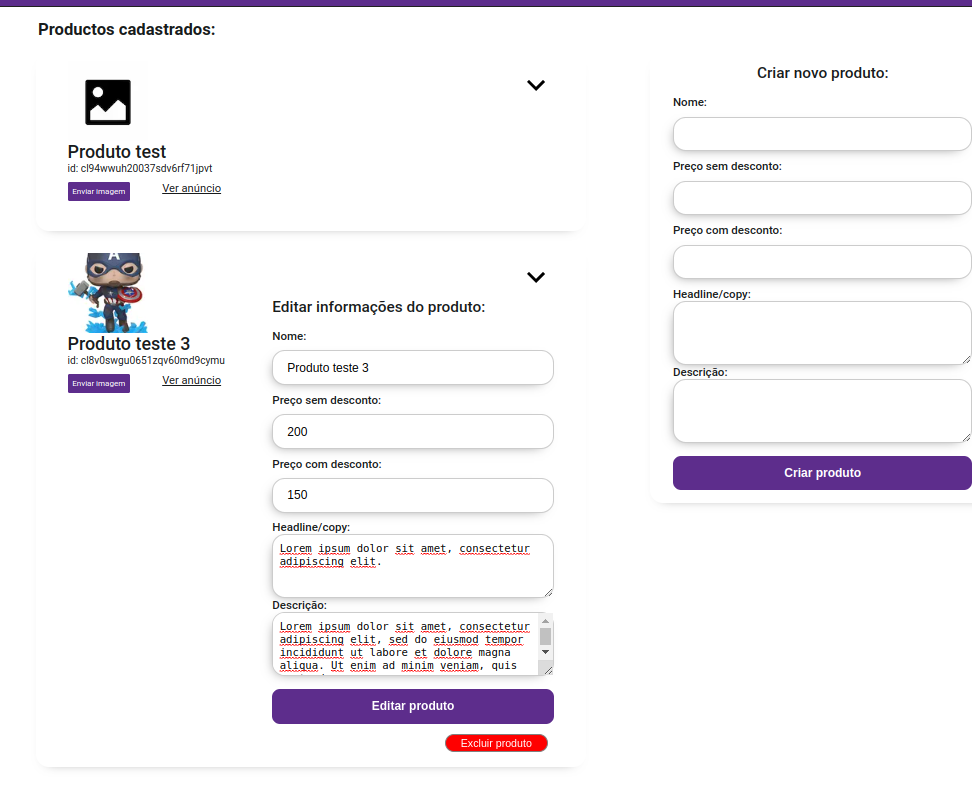 Productos cadastrados:
Produto test
id: cl94wwuh20037sdv6rf71jpvt
Enviar imagem
Ver anúncio
A
Produto teste 3
id: cl8v0swgu0651zqv60md9cymu
Enviar imagem
Ver anúncio
Editar informações do produto:
Nome:
Produto teste 3
Preço sem desconto:
200
Preço com desconto:
150
Headline/copy:
Lorem ipsum dolor sit amet, consectetur
adipiscing elit.
Descrição:
Lorem ipsum dolor sit amet, consectetur
adipiscing elit, sed do eiusmod tempor
incididunt ut labore et dolore magna
aliqua. Ut enim ad minim veniam, quis
Editar produto
Excluir produto
Criar novo produto:
Nome:
Preço sem desconto:
Preço com desconto:
Headline/copy:
Descrição:
Criar produto